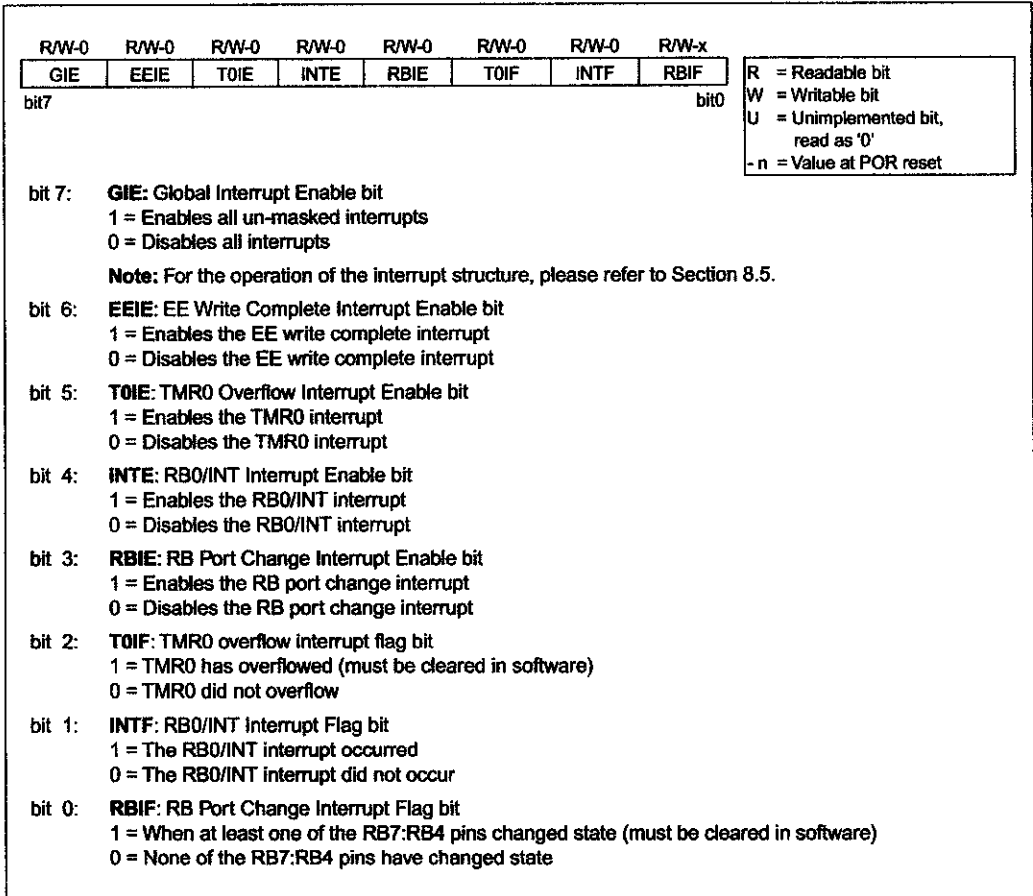 R/W-0 R/W-0 R/W-0 R/W-0 R/W-0 R/W-0 R/W-0 R/W-x
GIE EEIE T0IE INTE RBIE T0IF INTF RBIF
bit7 bit0
R = Readable bit
W = Writable bit
U = Unimplemented bit,
read as '0'
- n = Value at POR reset
bit 7: GIE: Global Interrupt Enable bit
1 = Enables all un-masked interrupts
0 = Disables all interrupts
Note: For the operation of the interrupt structure, please refer to Section 8.5.
bit 6: EEIE: EE Write Complete Interrupt Enable bit
1 = Enables the EE write complete interrupt
0 = Disables the EE write complete interrupt
bit 5: T0IE: TMR0 Overflow Interrupt Enable bit
1 = Enables the TMR0 interrupt
0 = Disables the TMR0 interrupt
bit 4: INTE: RB0/INT Interrupt Enable bit
1 = Enables the RB0/INT interrupt
0 = Disables the RB0/INT interrupt
bit 3: RBIE: RB Port Change Interrupt Enable bit
1 = Enables the RB port change interrupt
0 = Disables the RB port change interrupt
bit 2: T0IF: TMR0 overflow interrupt flag bit
1 = TMR0 has overflowed (must be cleared in software)
0 = TMR0 did not overflow
bit 1: INTF: RB0/INT Interrupt Flag bit
1 = The RB0/INT interrupt occurred
0 = The RB0/INT interrupt did not occur
bit 0: RBIF: RB Port Change Interrupt Flag bit
1 = When at least one of the RB7:RB4 pins changed state (must be cleared in software)
0 = None of the RB7:RB4 pins have changed state